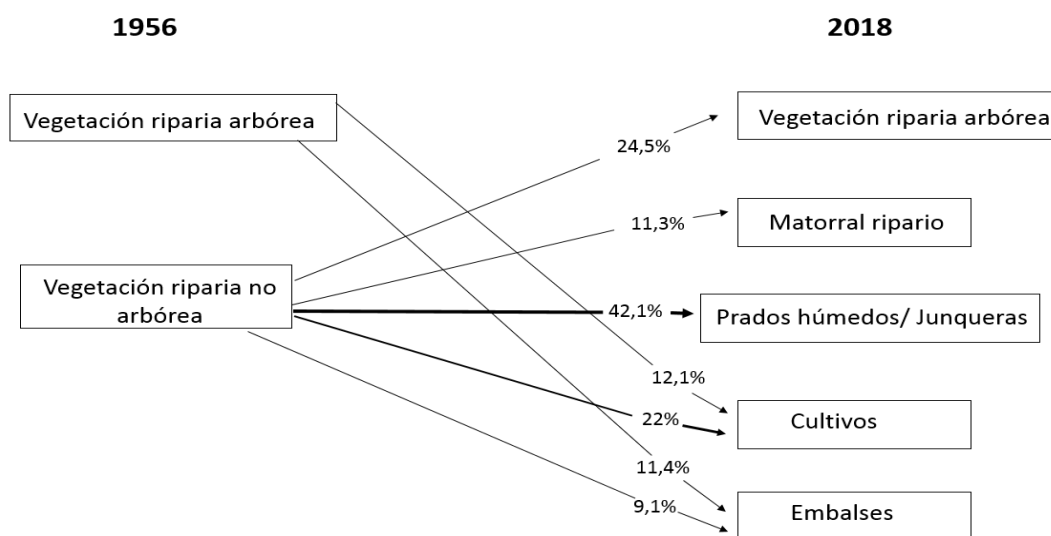 1956
2018
Vegetación riparia arbórea
Vegetación riparia arbórea
24,5%
11,3%
Matorral ripario
Vegetación riparia no
arbórea
42,1%
Prados húmedos/ Junqueras
12,1%
22%
Cultivos
11,4%
9,1%
Embalses